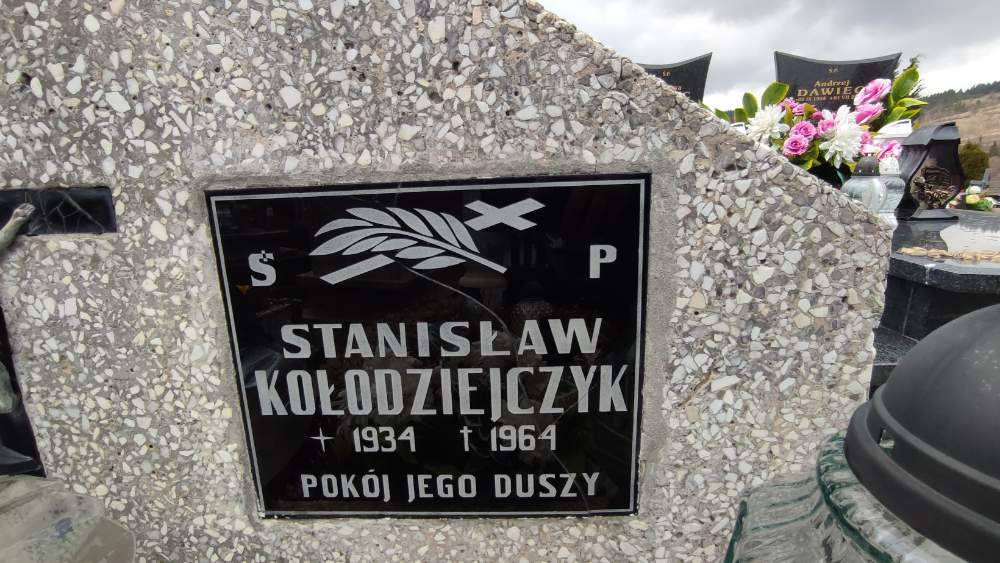 Ś P
STANISŁAW
KOŁODZIEJCZYK
1934 † 1964
POKÓJ JEGO DUSZY
Andrzej
DAWIEC